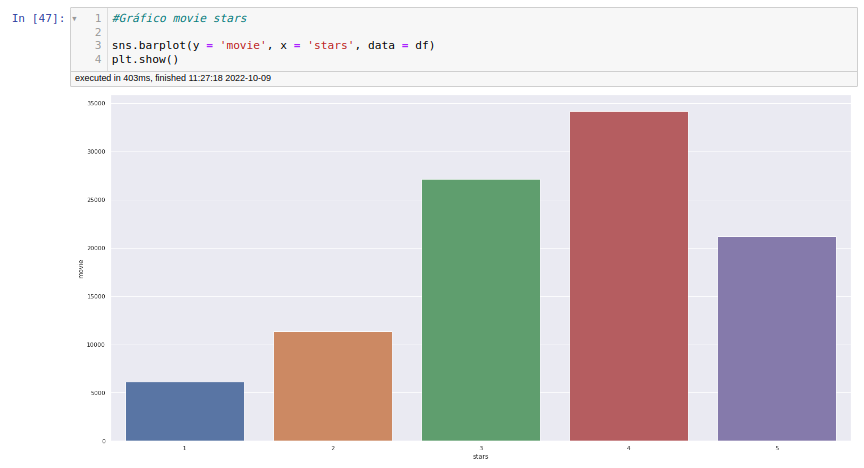 In [47]: ▼ 1 #Gráfico movie stars
2
3 sns.barplot(y = 'movie', x = 'stars', data = df)
4 plt.show()
executed in 403ms, finished 11:27:18 2022-10-09
35000
30000
25000
20000
15000
10000
5000
0
movie
1 2 3 4 5
stars